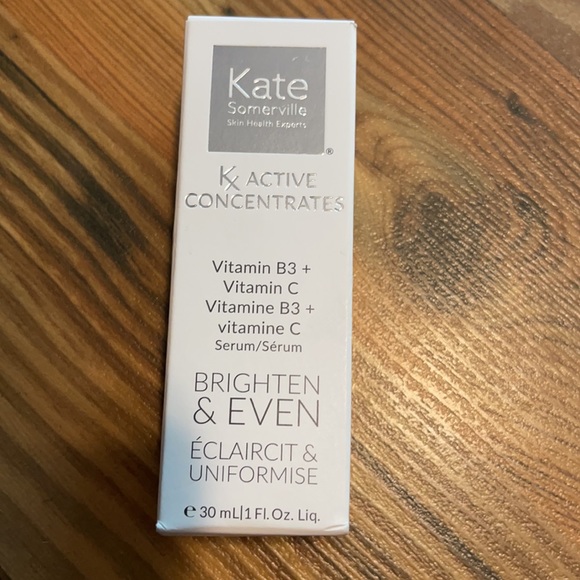 Kate
Somerville
Skin Health Experts
®
Kx ACTIVE
CONCENTRATES
Vitamin B3 +
Vitamin C
Vitamine B3 +
vitamine C
Serum/Sérum
BRIGHTEN
& EVEN
ÉCLAIRCIT &
UNIFORMISE
℮ 30 mL|1 Fl. Oz. Liq.